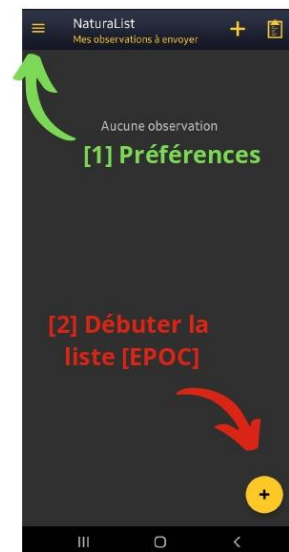 NaturaList
Mes observations à envoyer
Aucune observation
[1] Préférences
[2] Débuter la
liste [EPOC]